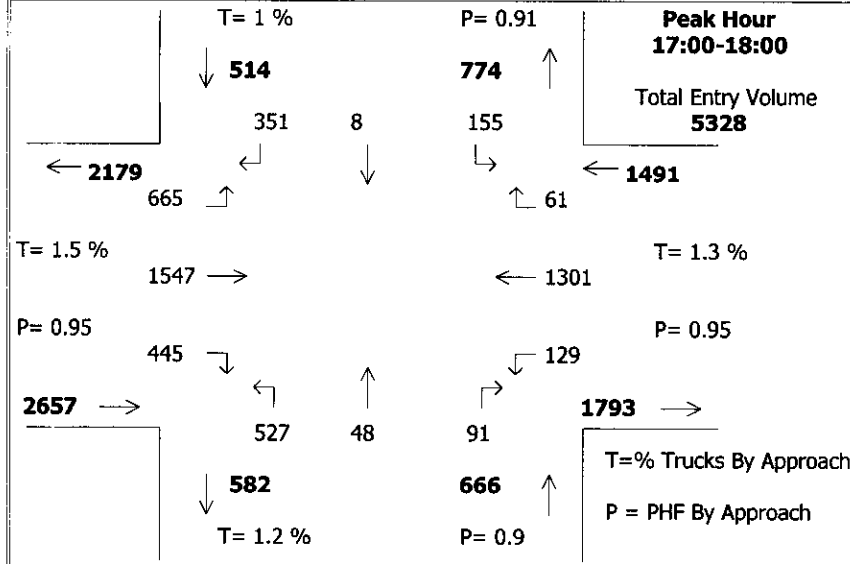 T= 1 % P= 0.91 Peak Hour
17:00-18:00
514 774
Total Entry Volume
351 8 155 5328
2179 1491
665 61
T= 1.5 % T= 1.3 %
1547 1301
P= 0.95 P= 0.95
445 129
2657 1793
527 48 91
T=% Trucks By Approach
582 666
P = PHF By Approach
T= 1.2 % P= 0.9